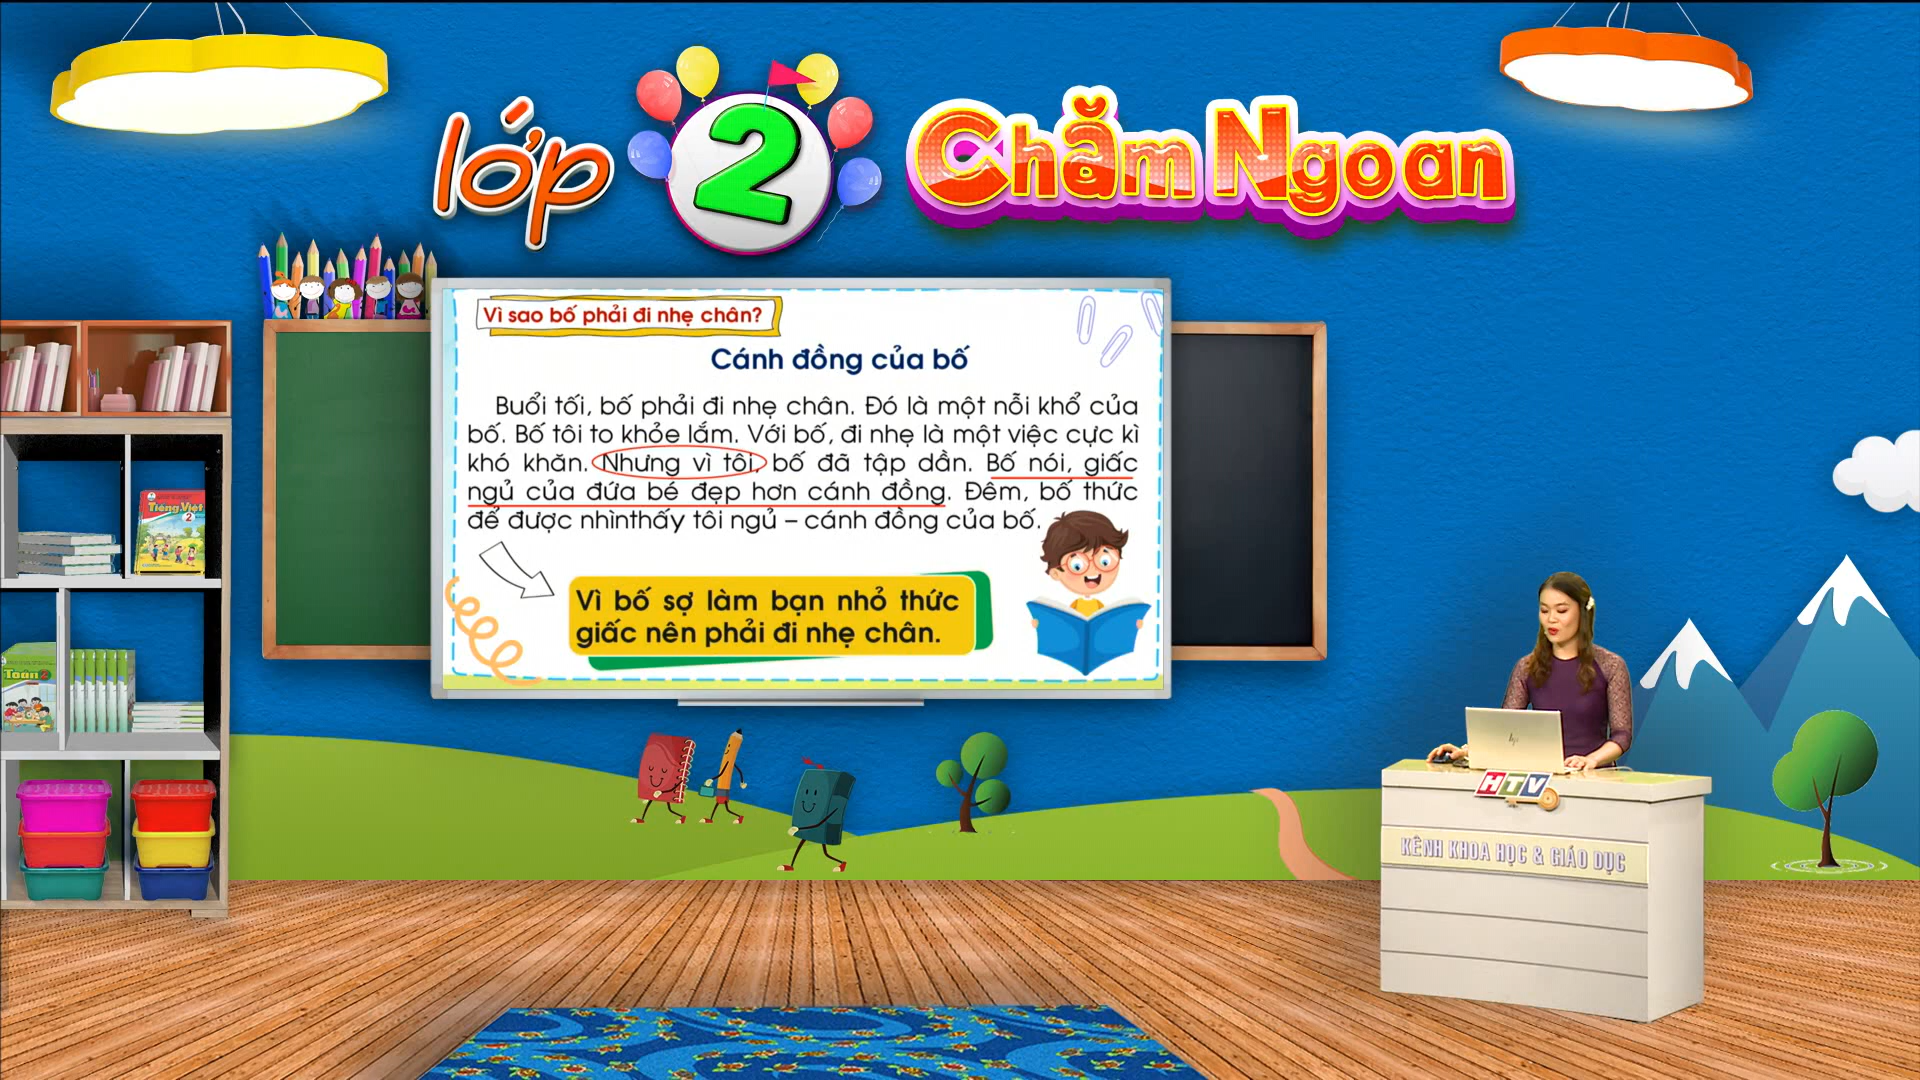 lớp 2 Chăm Ngoan
Vì sao bố phải đi nhẹ chân?
Cánh đồng của bố
Buổi tối, bố phải đi nhẹ chân. Đó là một nỗi khổ của
bố. Bố tôi to khỏe lắm. Với bố, đi nhẹ là một việc cực kì
khó khăn. Nhưng vì tôi, bố đã tập dần. Bố nói, giấc
ngủ của đứa bé đẹp hơn cánh đồng. Đêm, bố thức
để được nhìnthấy tôi ngủ – cánh đồng của bố.
Vì bố sợ làm bạn nhỏ thức
giấc nên phải đi nhẹ chân.
Tiếng Việt
2
Toán 2
hp
HTV
KÊNH KHOA HỌC & GIÁO DỤC